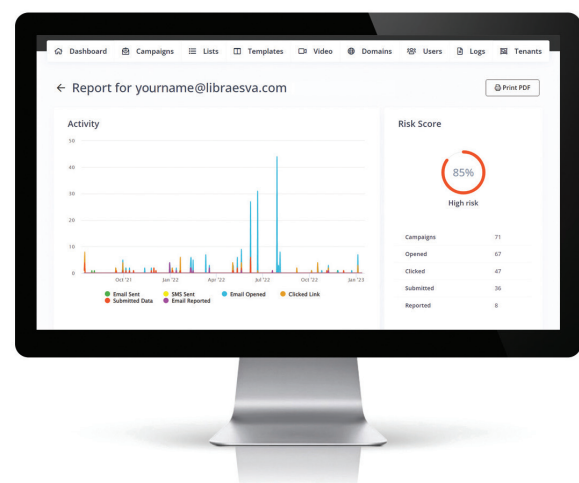 Dashboard Campaigns Lists Templates Video Domains Users Logs Tenants
← Report for yourname@libraesva.com
Print PDF
Activity
50
40
30
20
10
0
Oct '21 Jan '22 Apr '22 Jul '22 Oct '22 Jan '23
Email Sent SMS Sent Email Opened Clicked Link
Submitted Data Email Reported
Risk Score
85%
High risk
Campaigns 71
Opened 67
Clicked 47
Submitted 36
Reported 8